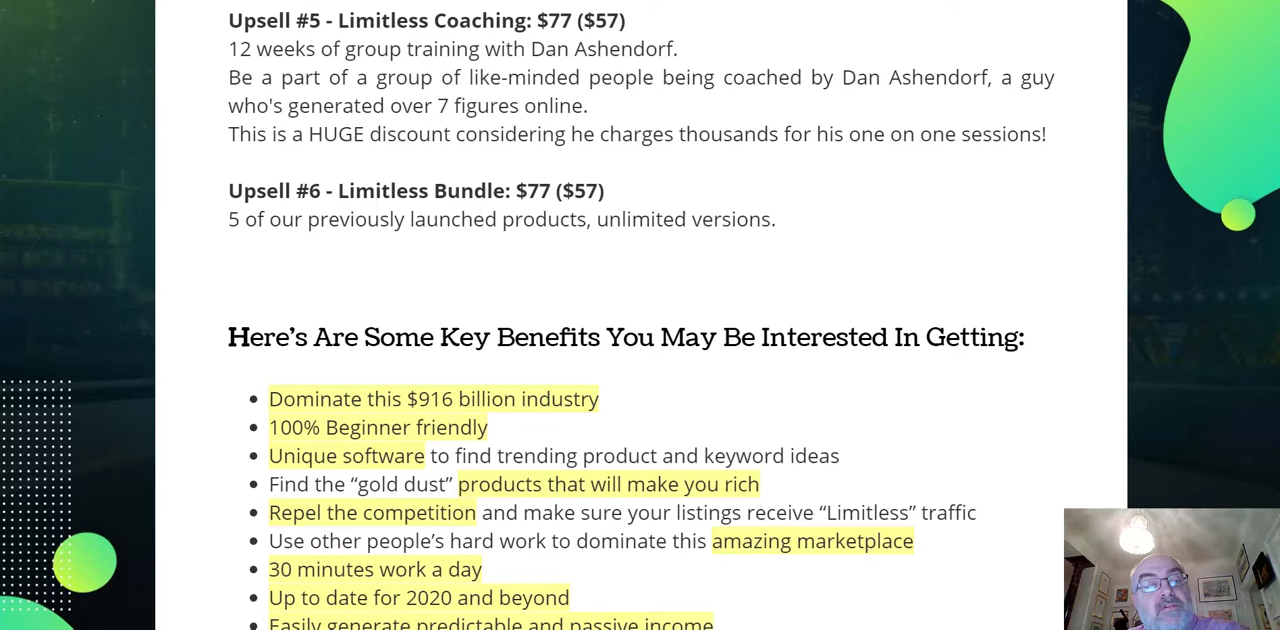 Upsell #5 - Limitless Coaching: $77 ($57)
12 weeks of group training with Dan Ashendorf.
Be a part of a group of like-minded people being coached by Dan Ashendorf, a guy
who's generated over 7 figures online.
This is a HUGE discount considering he charges thousands for his one on one sessions!
Upsell #6 - Limitless Bundle: $77 ($57)
5 of our previously launched products, unlimited versions.
Here’s Are Some Key Benefits You May Be Interested In Getting:
Dominate this $916 billion industry
100% Beginner friendly
Unique software to find trending product and keyword ideas
Find the “gold dust” products that will make you rich
Repel the competition and make sure your listings receive “Limitless” traffic
Use other people’s hard work to dominate this amazing marketplace
30 minutes work a day
Up to date for 2020 and beyond
Easily generate predictable and passive income